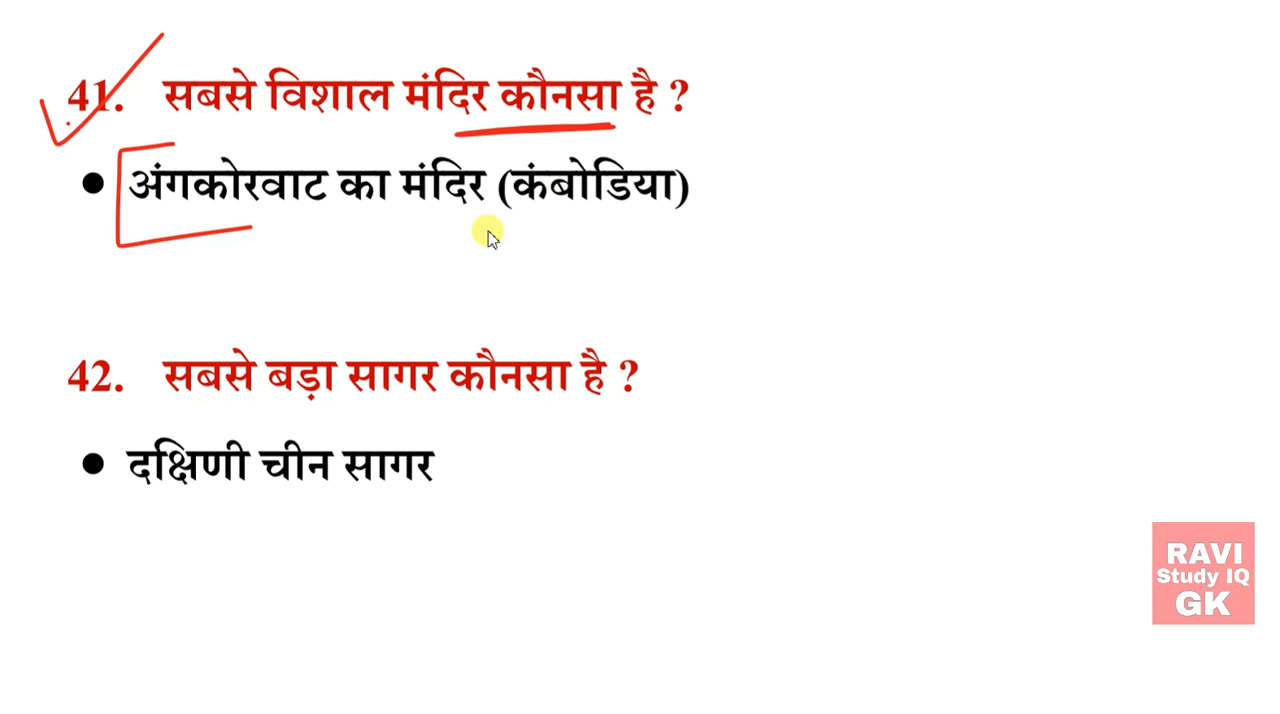 41. सबसे विशाल मंदिर कौनसा है ?
● अंगकोरवाट का मंदिर (कंबोडिया)
42. सबसे बड़ा सागर कौनसा है ?
● दक्षिणी चीन सागर
RAVI
Study IQ
GK